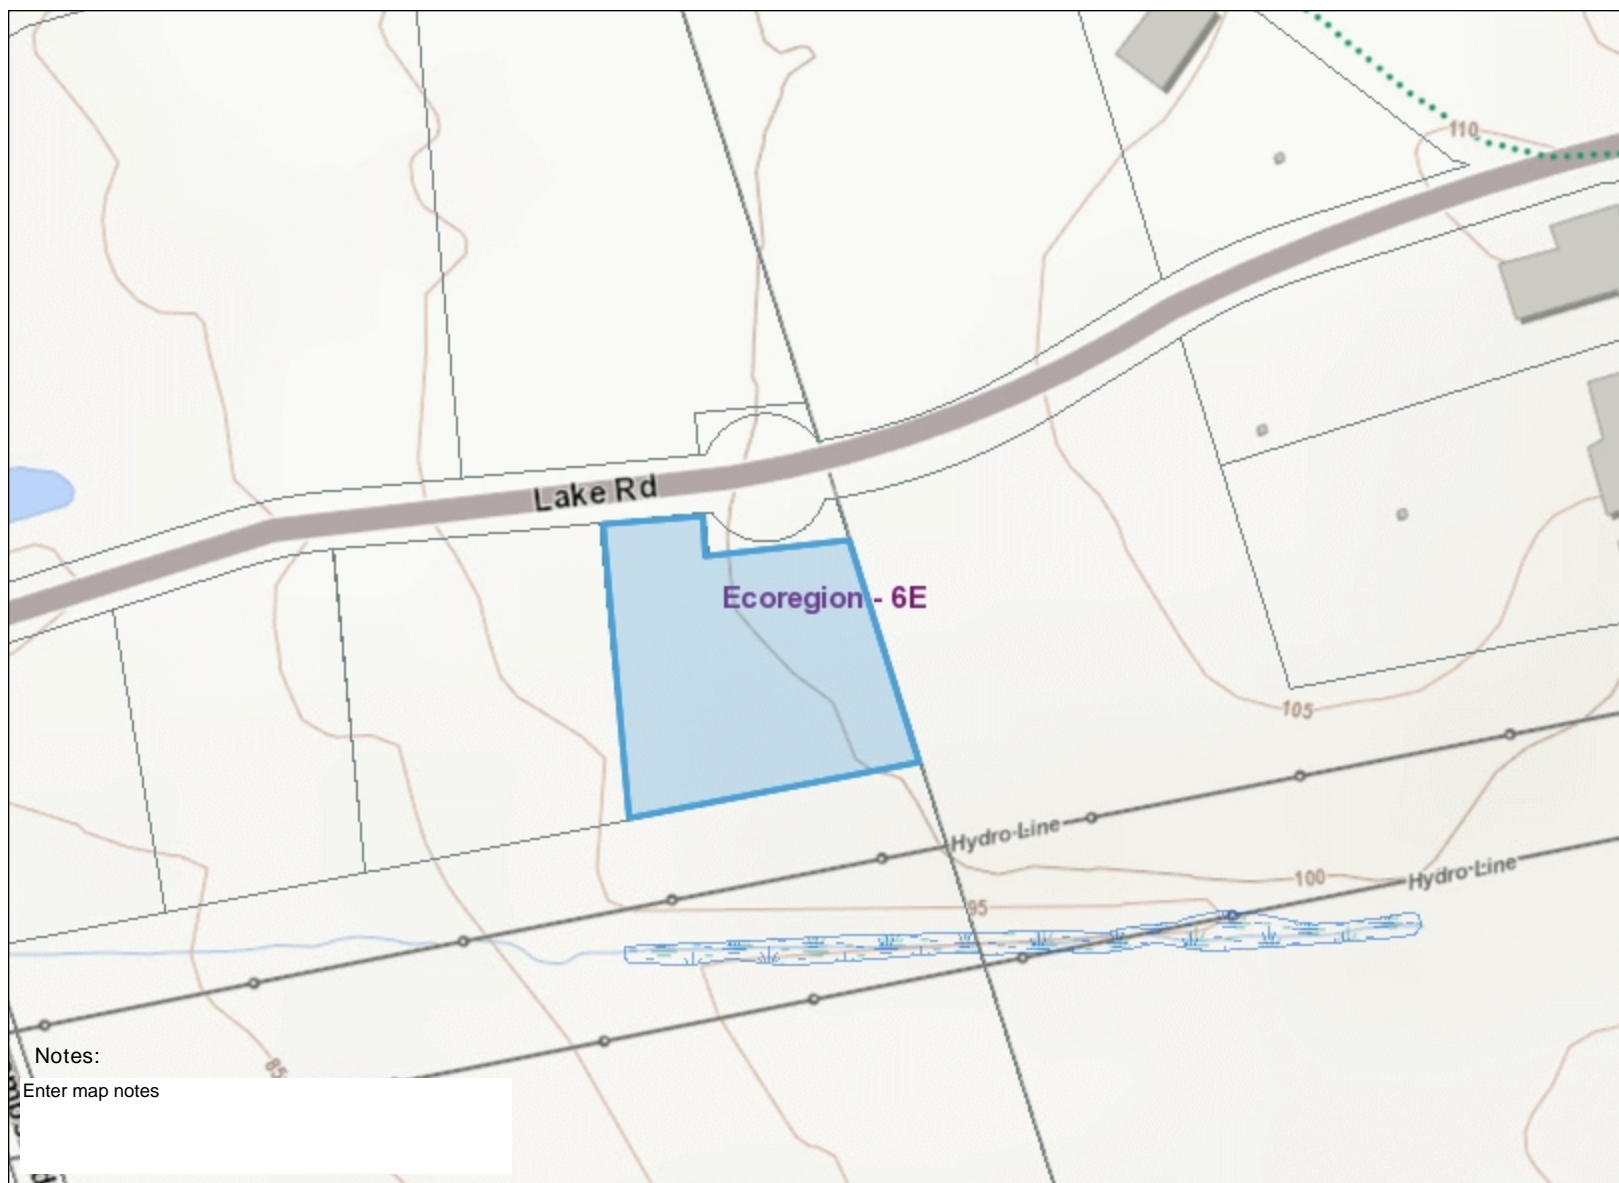 110
Lake Rd
Ecoregion - 6E
105
Hydro Line
100
Hydro Line
95
Notes:
85
Enter map notes